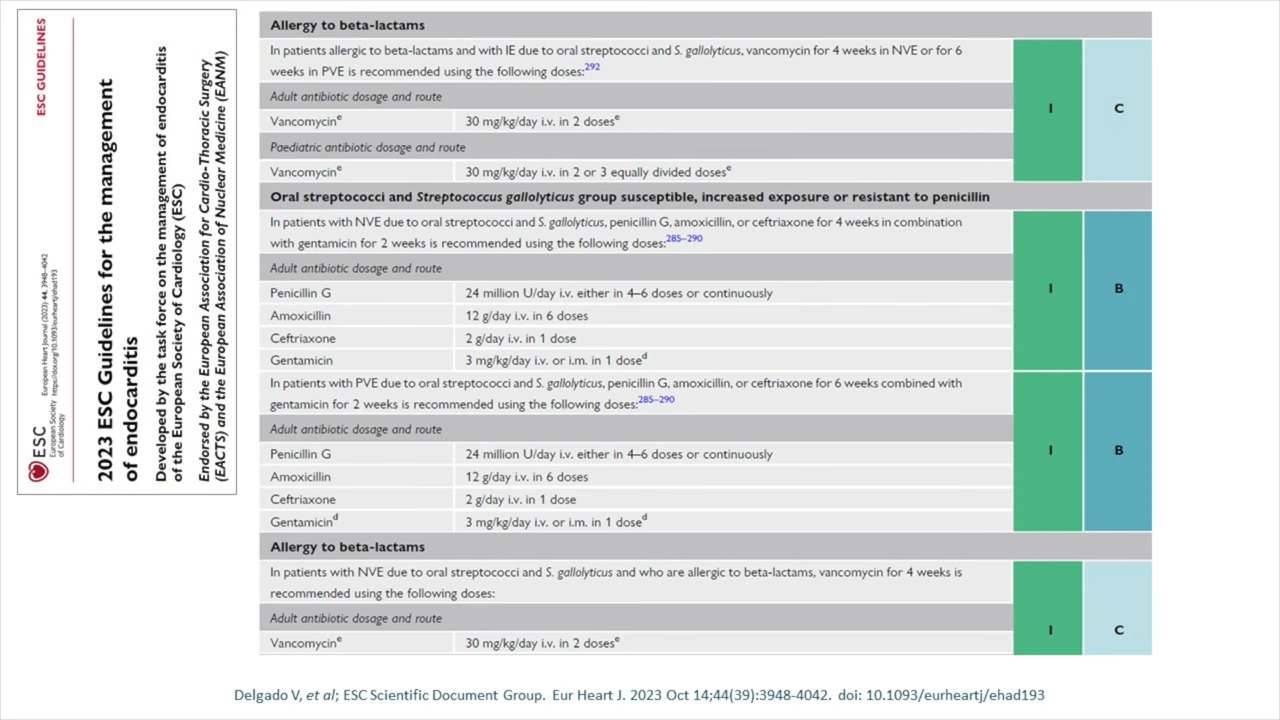 ESC GUIDELINES
ESC
European Society
of Cardiology
European Heart Journal (2023) 44, 3948–4042
https://doi.org/10.1093/eurheartj/ehad193
2023 ESC Guidelines for the management
of endocarditis
Developed by the task force on the management of endocarditis
of the European Society of Cardiology (ESC)
Endorsed by the European Association for Cardio-Thoracic Surgery
(EACTS) and the European Association of Nuclear Medicine (EANM)
Allergy to beta-lactams
In patients allergic to beta-lactams and with IE due to oral streptococci and S. gallolyticus, vancomycin for 4 weeks in NVE or for 6
weeks in PVE is recommended using the following doses:292
I C
Adult antibiotic dosage and route
Vancomycine 30 mg/kg/day i.v. in 2 dosese
Paediatric antibiotic dosage and route
Vancomycine 30 mg/kg/day i.v. in 2 or 3 equally divided dosese
Oral streptococci and Streptococcus gallolyticus group susceptible, increased exposure or resistant to penicillin
In patients with NVE due to oral streptococci and S. gallolyticus, penicillin G, amoxicillin, or ceftriaxone for 4 weeks in combination
with gentamicin for 2 weeks is recommended using the following doses:285–290
Adult antibiotic dosage and route
I B
Penicillin G 24 million U/day i.v. either in 4–6 doses or continuously
Amoxicillin 12 g/day i.v. in 6 doses
Ceftriaxone 2 g/day i.v. in 1 dose
Gentamicin 3 mg/kg/day i.v. or i.m. in 1 dosed
In patients with PVE due to oral streptococci and S. gallolyticus, penicillin G, amoxicillin, or ceftriaxone for 6 weeks combined with
gentamicin for 2 weeks is recommended using the following doses:285–290
Adult antibiotic dosage and route
I B
Penicillin G 24 million U/day i.v. either in 4–6 doses or continuously
Amoxicillin 12 g/day i.v. in 6 doses
Ceftriaxone 2 g/day i.v. in 1 dose
Gentamicind 3 mg/kg/day i.v. or i.m. in 1 dosed
Allergy to beta-lactams
In patients with NVE due to oral streptococci and S. gallolyticus and who are allergic to beta-lactams, vancomycin for 4 weeks is
recommended using the following doses:
Adult antibiotic dosage and route
I C
Vancomycine 30 mg/kg/day i.v. in 2 dosese
Delgado V, et al; ESC Scientific Document Group. Eur Heart J. 2023 Oct 14;44(39):3948-4042. doi: 10.1093/eurheartj/ehad193